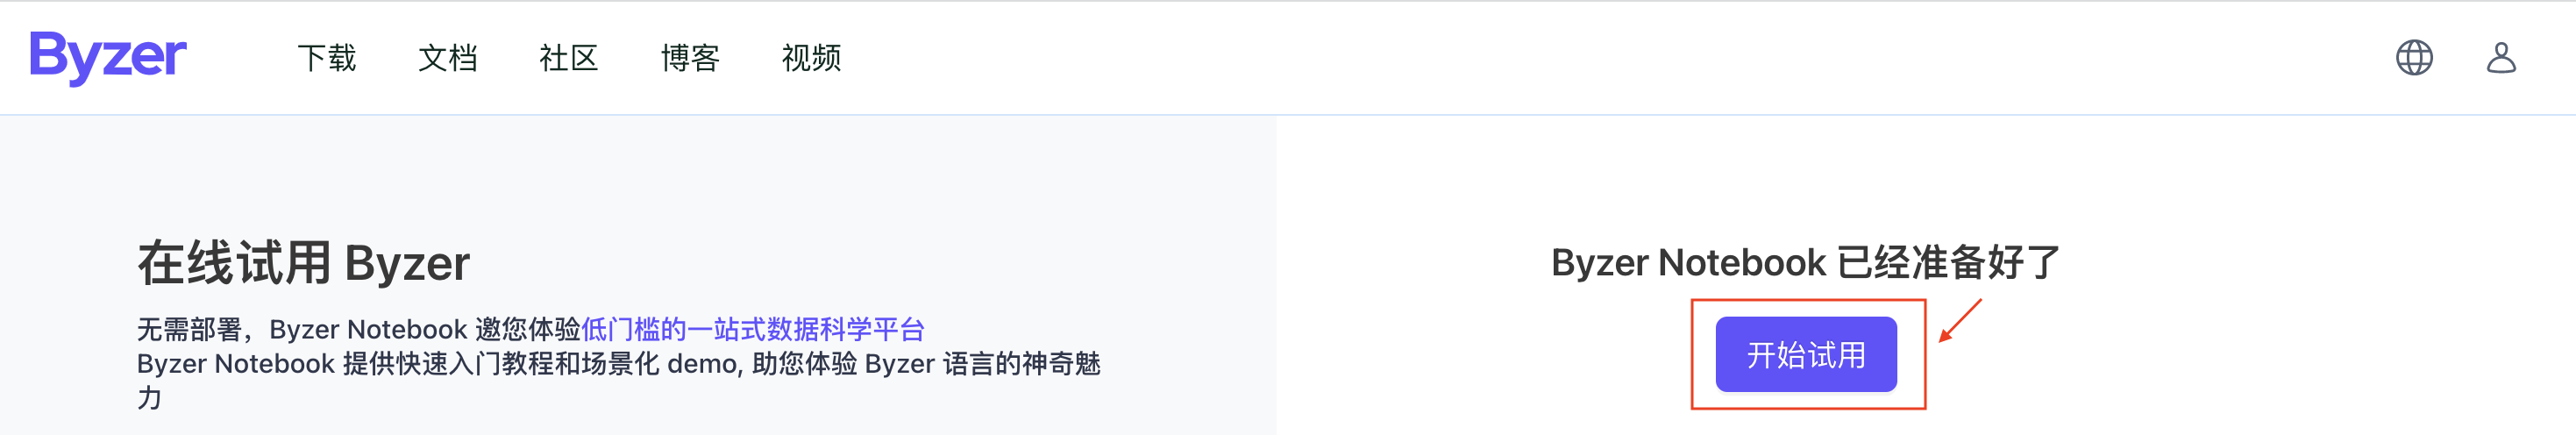 Byzer 下载 文档 社区 博客 视频
在线试用 Byzer
无需部署，Byzer Notebook 邀您体验低门槛的一站式数据科学平台
Byzer Notebook 提供快速入门教程和场景化 demo, 助您体验 Byzer 语言的神奇魅
力
Byzer Notebook 已经准备好了
开始试用